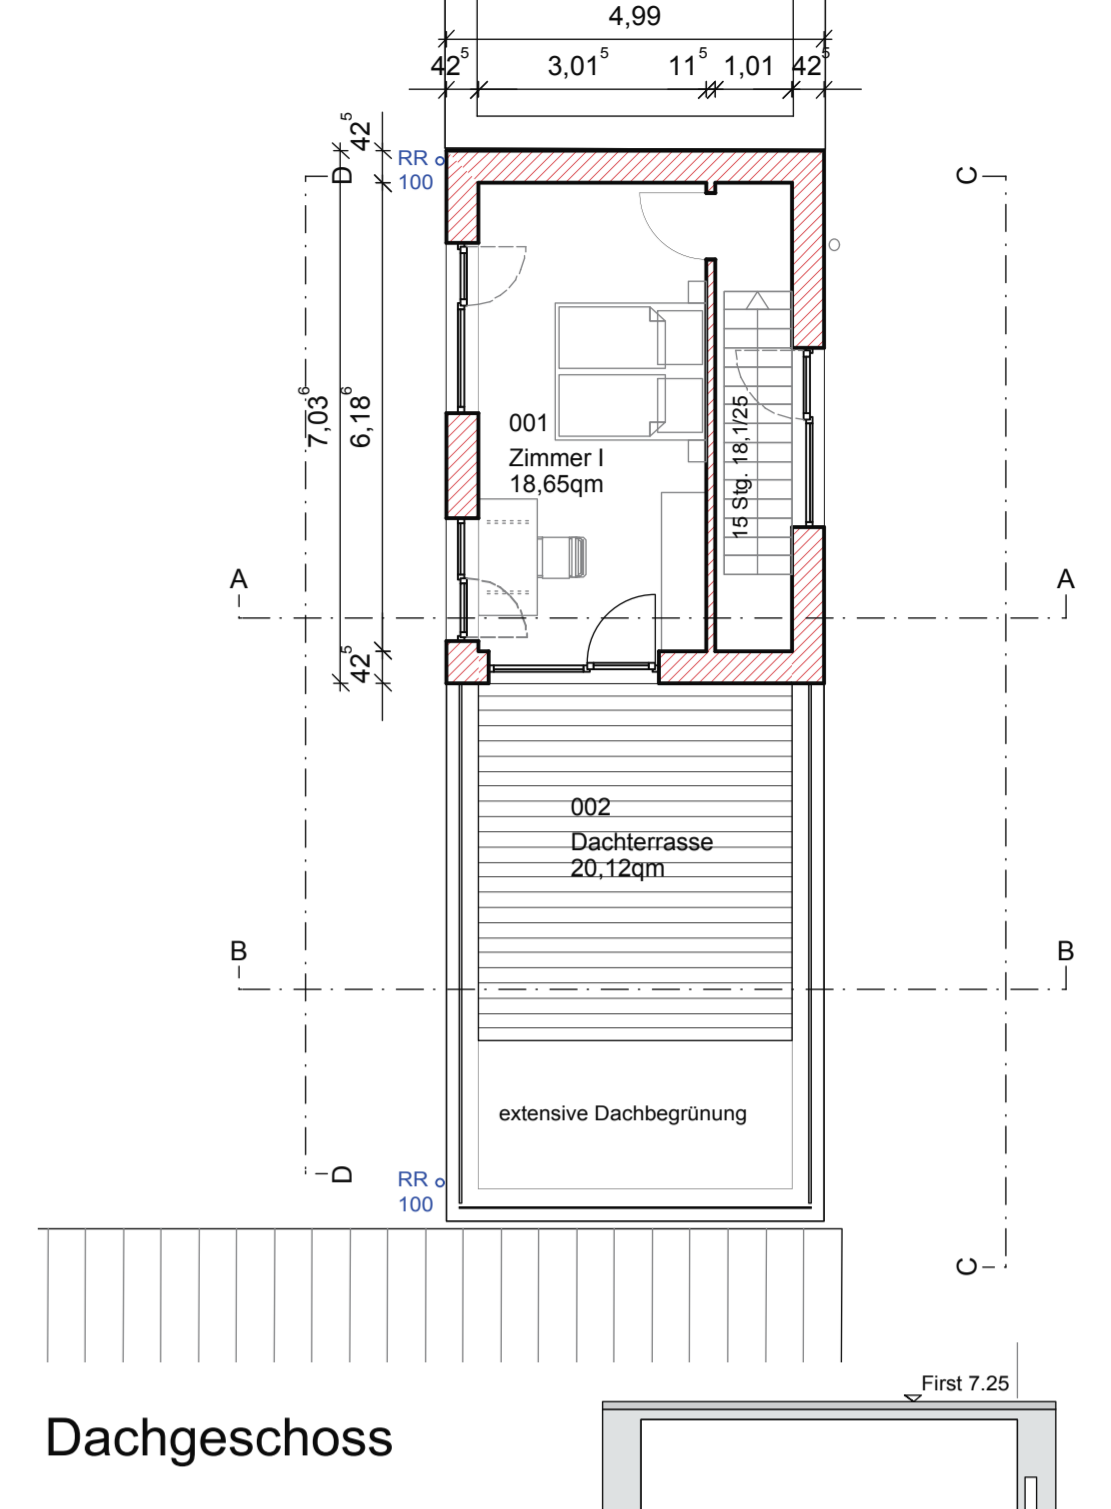 4,99
42⁵ 3,01⁵ 11⁵ 1,01 42⁵
42⁵
RR
100
D
C
7,03⁶
6,18⁶
001
Zimmer I
18,65qm
15 Stg. 18,1/25
A
A
42⁵
002
Dachterrasse
20,12qm
B
B
extensive Dachbegrünung
D
RR
100
C
First 7.25
Dachgeschoss